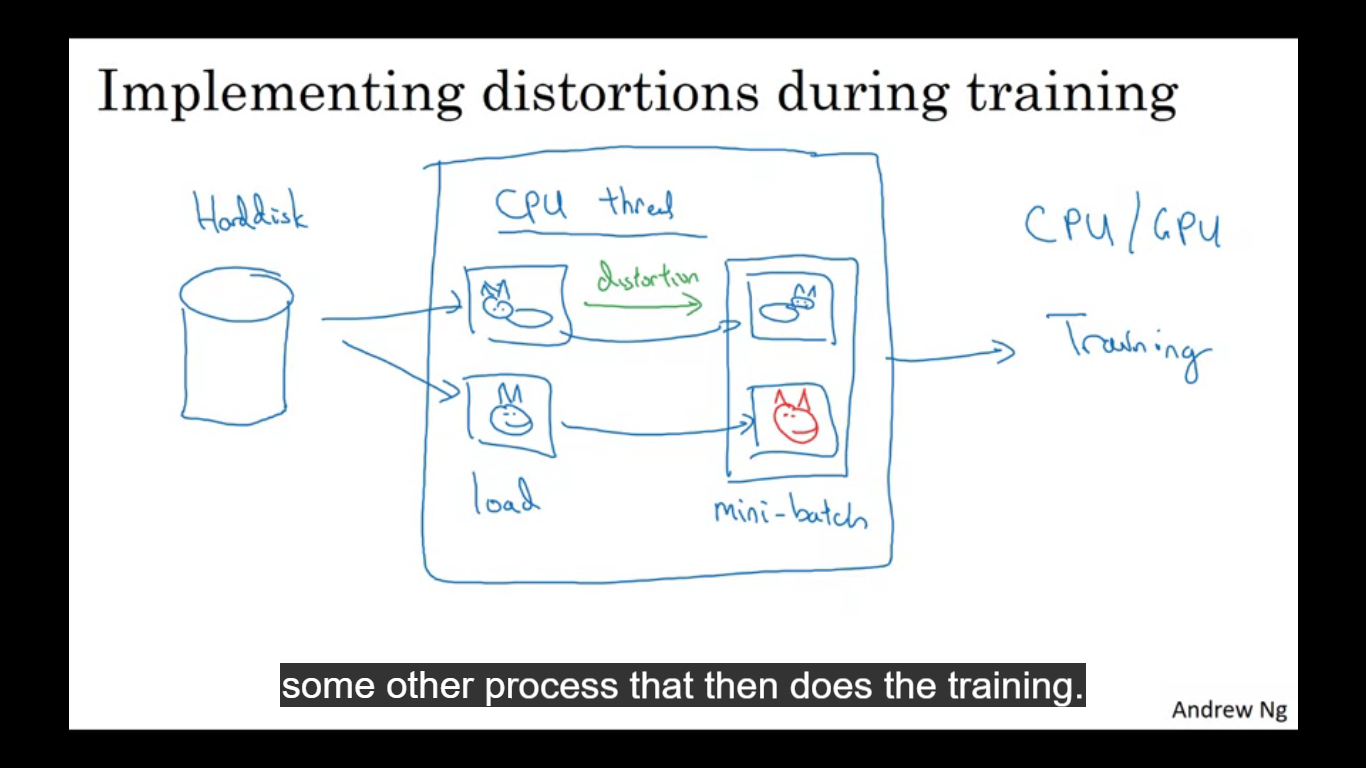 Implementing distortions during training
Harddisk
CPU thread
CPU/GPU
distortion
Training
load
mini-batch
some other process that then does the training.
Andrew Ng